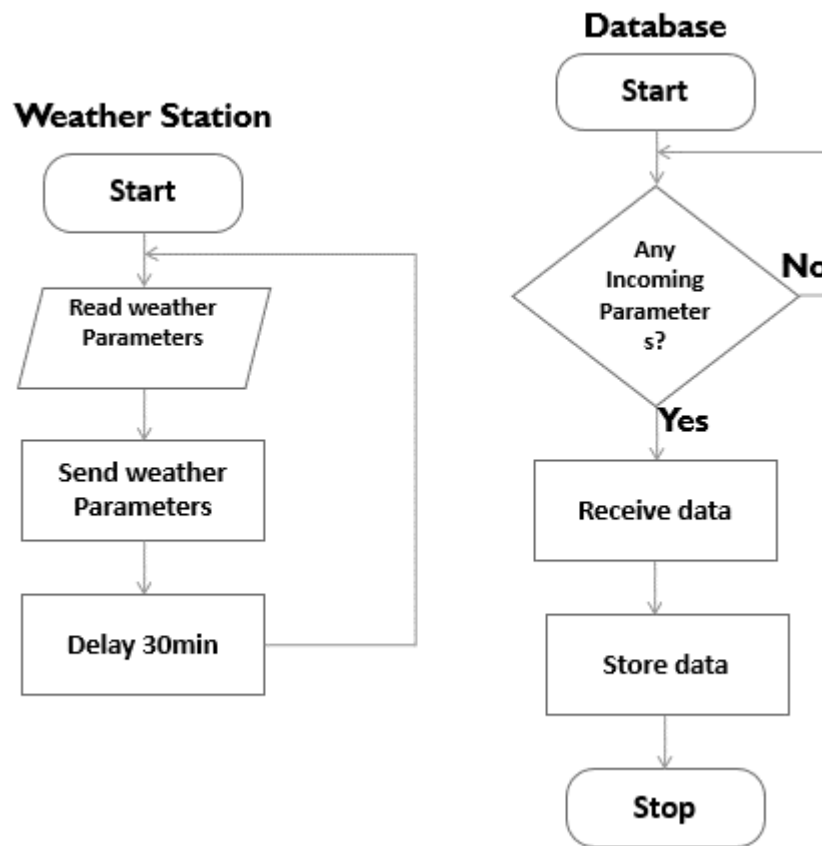 Weather Station
Start
Read weather
Parameters
Send weather
Parameters
Delay 30min
Database
Start
Any
Incoming
Parameter
s?
No
Yes
Receive data
Store data
Stop